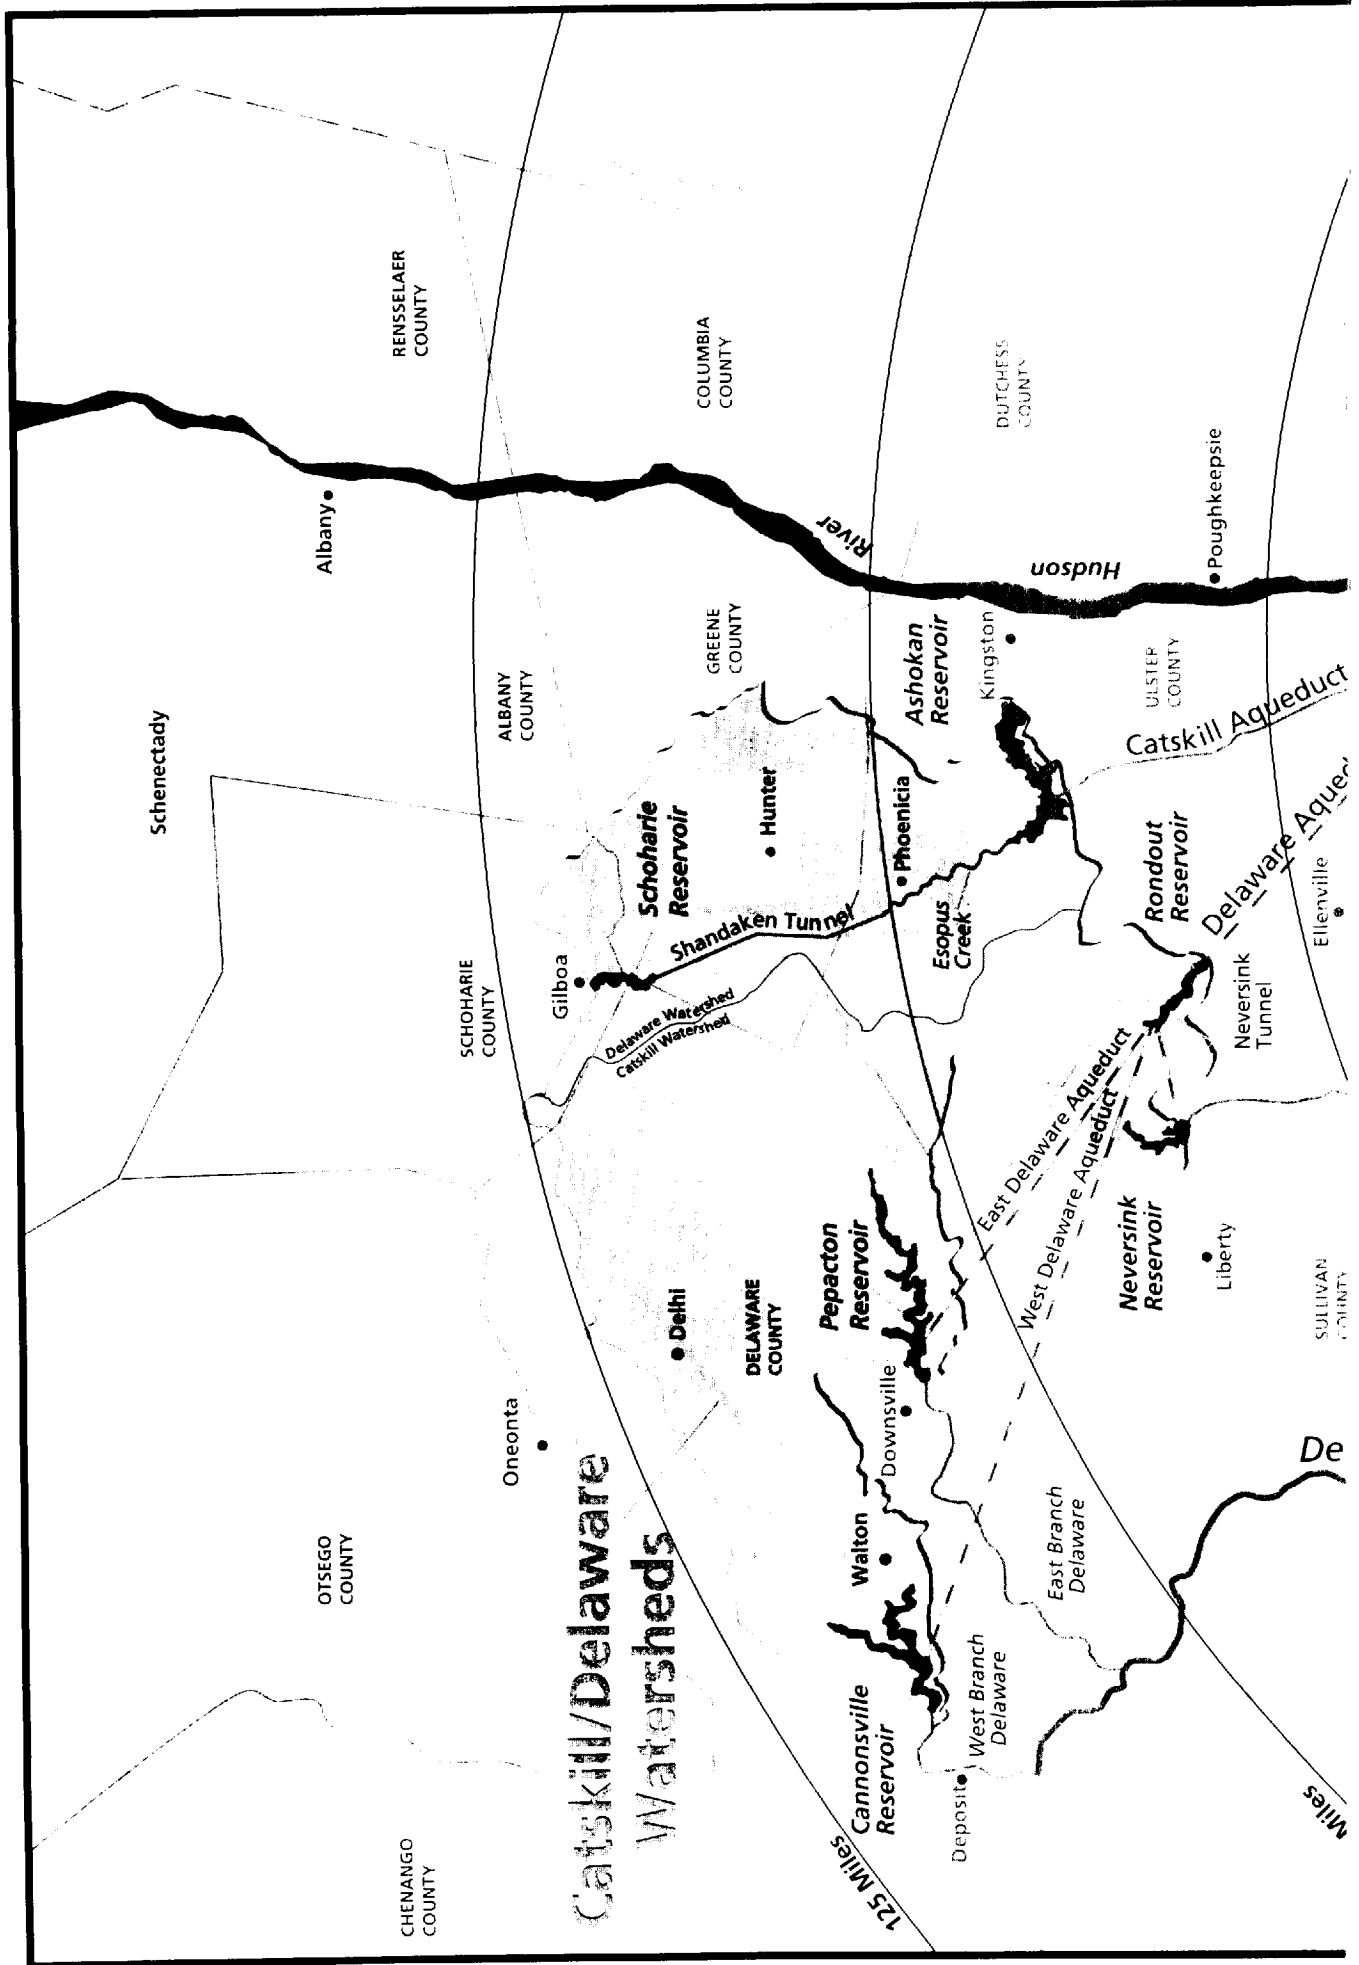 RENSSELAER
COUNTY
Albany
Schenectady
COLUMBIA
COUNTY
DUTCHESS
COUNTY
River
Hudson
Poughkeepsie
GREENE
COUNTY
ALBANY
COUNTY
Ashokan
Reservoir
Kingston
ULSTER
COUNTY
Catskill Aqueduct
Schoharie
Reservoir
Hunter
Phoenicia
Rondout
Reservoir
Ellenville
SCHOHARIE
COUNTY
Gilboa
Shandaken Tunnel
Esopus
Creek
Delaware Watershed
Catskill Watershed
Neversink
Tunnel
East Delaware Aqueduct
West Delaware Aqueduct
Delaware Aqued
Neversink
Reservoir
Liberty
SULLIVAN
COUNTY
Pepacton
Reservoir
Delhi
DELAWARE
COUNTY
Downsville
Oneonta
Catskill/Delaware
Watersheds
OTSEGO
COUNTY
Walton
East Branch
Delaware
De
West Branch
Delaware
Cannonsville
Reservoir
Deposit
CHENANGO
COUNTY
125 Miles
Miles